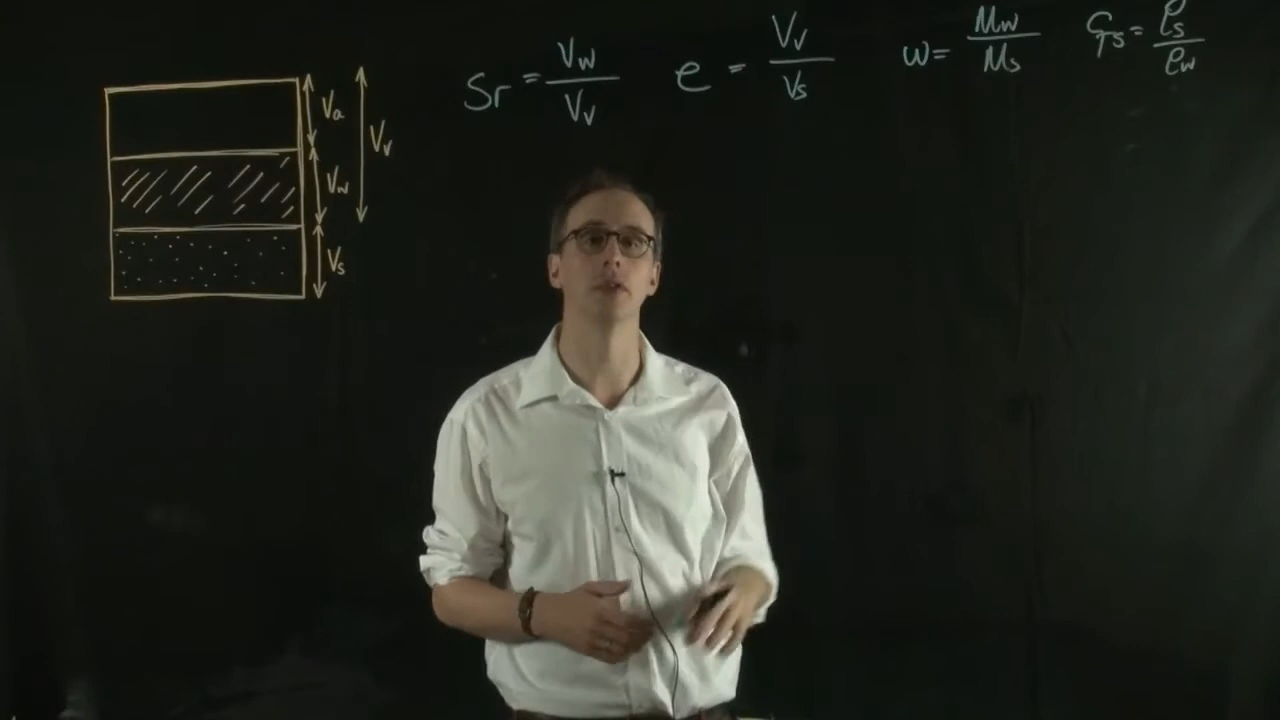 Sr = Vw / Vv
e = Vv / Vs
w = Mw / Ms
Gs = ρs / ρw
Va
Vv
Vw
Vs